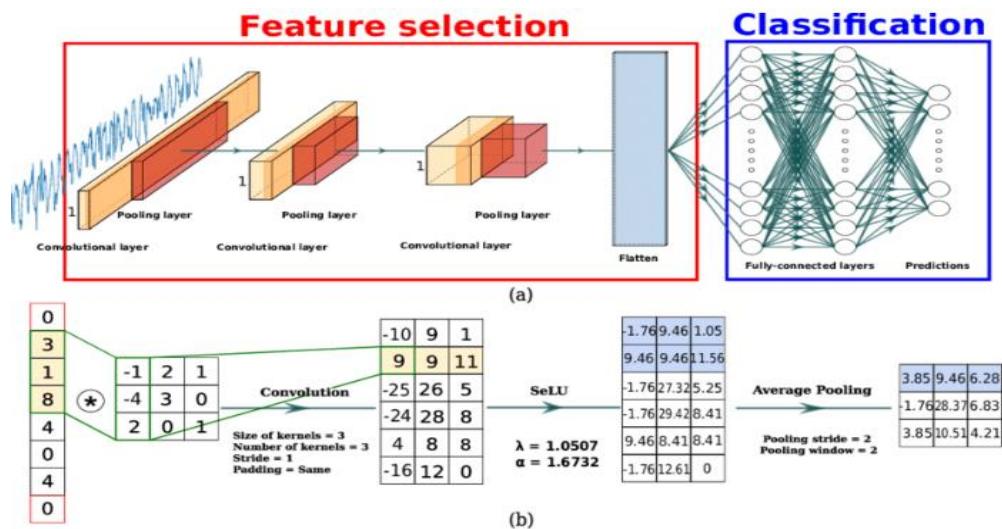 Feature selection
Classification
1
1
1
Pooling layer
Pooling layer
Pooling layer
Convolutional layer
Convolutional layer
Convolutional layer
Flatten
Fully-connected layers
Predictions
(a)
0
3
1
8
4
0
4
0
*
-1 2 1
-4 3 0
2 0 1
Convolution
Size of kernels = 3
Number of kernels = 3
Stride = 1
Padding = Same
-10 9 1
9 9 11
-25 26 5
-24 28 8
4 8 8
-16 12 0
SeLU
λ = 1.0507
α = 1.6732
-1.76 9.46 1.05
9.46 9.46 11.56
-1.76 27.32 5.25
-1.76 29.42 8.41
9.46 8.41 8.41
-1.76 12.61 0
Average Pooling
Pooling stride = 2
Pooling window = 2
3.85 9.46 6.28
-1.76 28.37 6.83
3.85 10.51 4.21
(b)